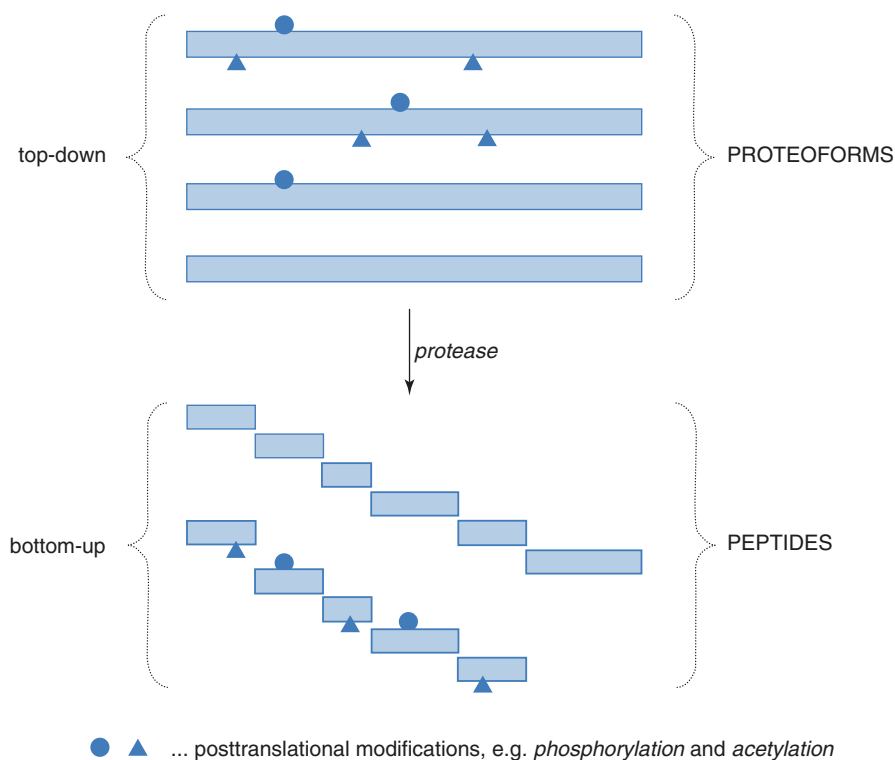 top-down
PROTEOFORMS
protease
bottom-up
PEPTIDES
... posttranslational modifications, e.g. phosphorylation and acetylation